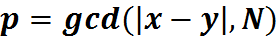 p = gcd(|x − y|, N)